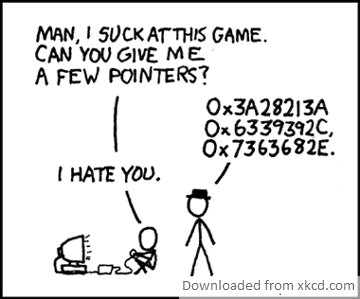 MAN, I SUCK AT THIS GAME.
CAN YOU GIVE ME
A FEW POINTERS?
0x3A28213A
0x6339392C,
0x7363682E.
I HATE YOU.
Downloaded from xkcd.com